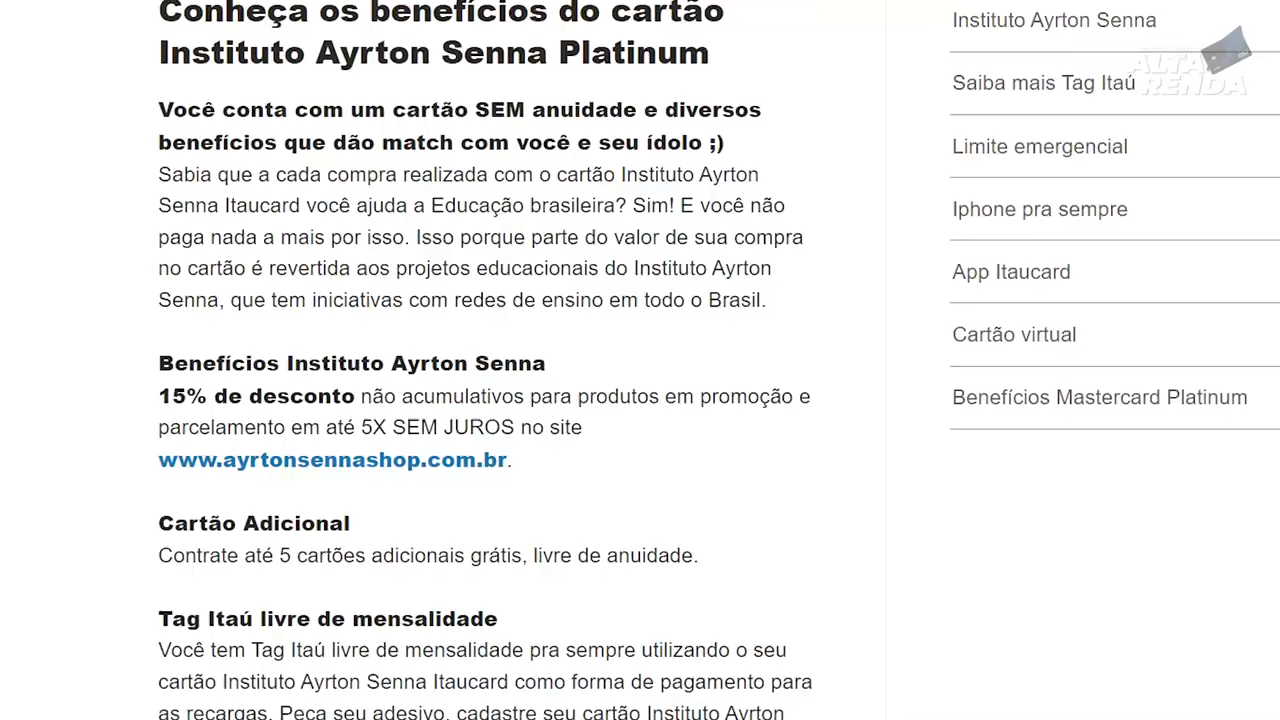 Conheça os benefícios do cartão
Instituto Ayrton Senna Platinum
Você conta com um cartão SEM anuidade e diversos
benefícios que dão match com você e seu ídolo ;)
Sabia que a cada compra realizada com o cartão Instituto Ayrton
Senna Itaucard você ajuda a Educação brasileira? Sim! E você não
paga nada a mais por isso. Isso porque parte do valor de sua compra
no cartão é revertida aos projetos educacionais do Instituto Ayrton
Senna, que tem iniciativas com redes de ensino em todo o Brasil.
Benefícios Instituto Ayrton Senna
15% de desconto não acumulativos para produtos em promoção e
parcelamento em até 5X SEM JUROS no site
www.ayrtonsennashop.com.br.
Cartão Adicional
Contrate até 5 cartões adicionais grátis, livre de anuidade.
Tag Itaú livre de mensalidade
Você tem Tag Itaú livre de mensalidade pra sempre utilizando o seu
cartão Instituto Ayrton Senna Itaucard como forma de pagamento para
as recargas. Peça seu adesivo, cadastre seu cartão Instituto Ayrton
Instituto Ayrton Senna
Saiba mais Tag Itaú
Limite emergencial
Iphone pra sempre
App Itaucard
Cartão virtual
Benefícios Mastercard Platinum
ALTA
RENDA